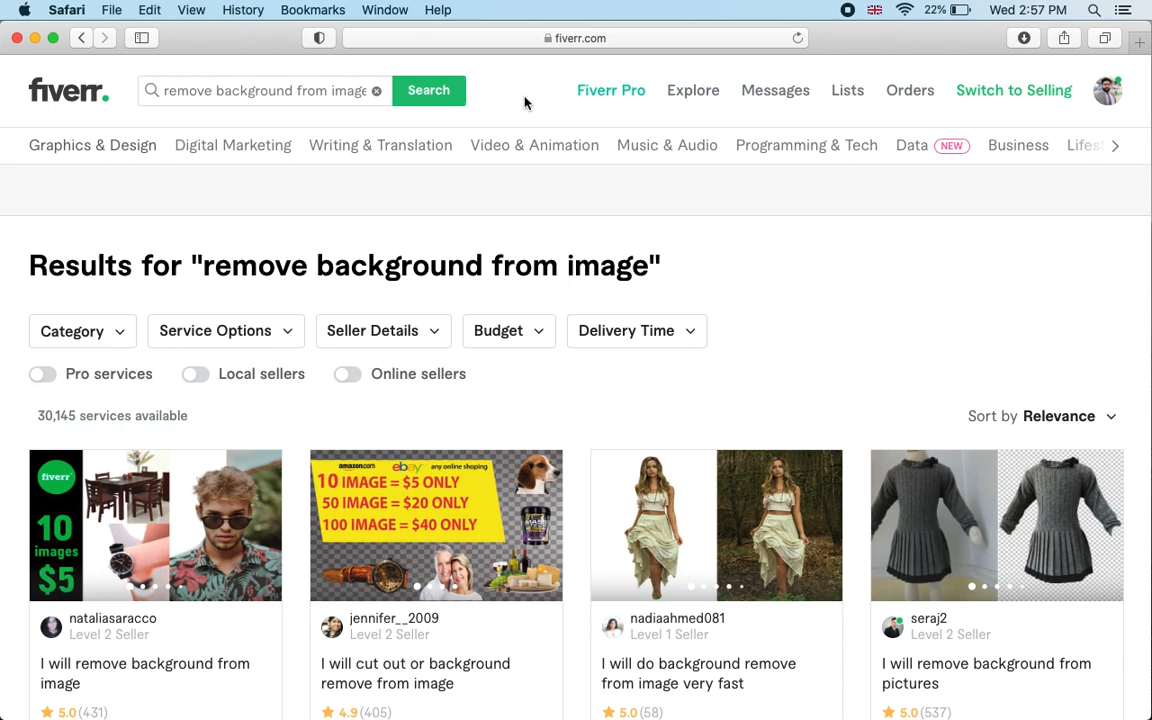 Safari File Edit View History Bookmarks Window Help 22% Wed 2:57 PM
fiverr.com
fiverr. remove background from image Search Fiverr Pro Explore Messages Lists Orders Switch to Selling
Graphics & Design Digital Marketing Writing & Translation Video & Animation Music & Audio Programming & Tech Data NEW Business Lifes
Results for "remove background from image"
Category Service Options Seller Details Budget Delivery Time
Pro services Local sellers Online sellers
30,145 services available Sort by Relevance
fiverr
10
images
$5
amazon.com ebay any online shoping
10 IMAGE = $5 ONLY
50 IMAGE = $20 ONLY
100 IMAGE = $40 ONLY
nataliasaracco
Level 2 Seller
I will remove background from
image
5.0 (431)
jennifer__2009
Level 2 Seller
I will cut out or background
remove from image
4.9 (405)
nadiaahmed081
Level 1 Seller
I will do background remove
from image very fast
5.0 (58)
seraj2
Level 2 Seller
I will remove background from
pictures
5.0 (537)